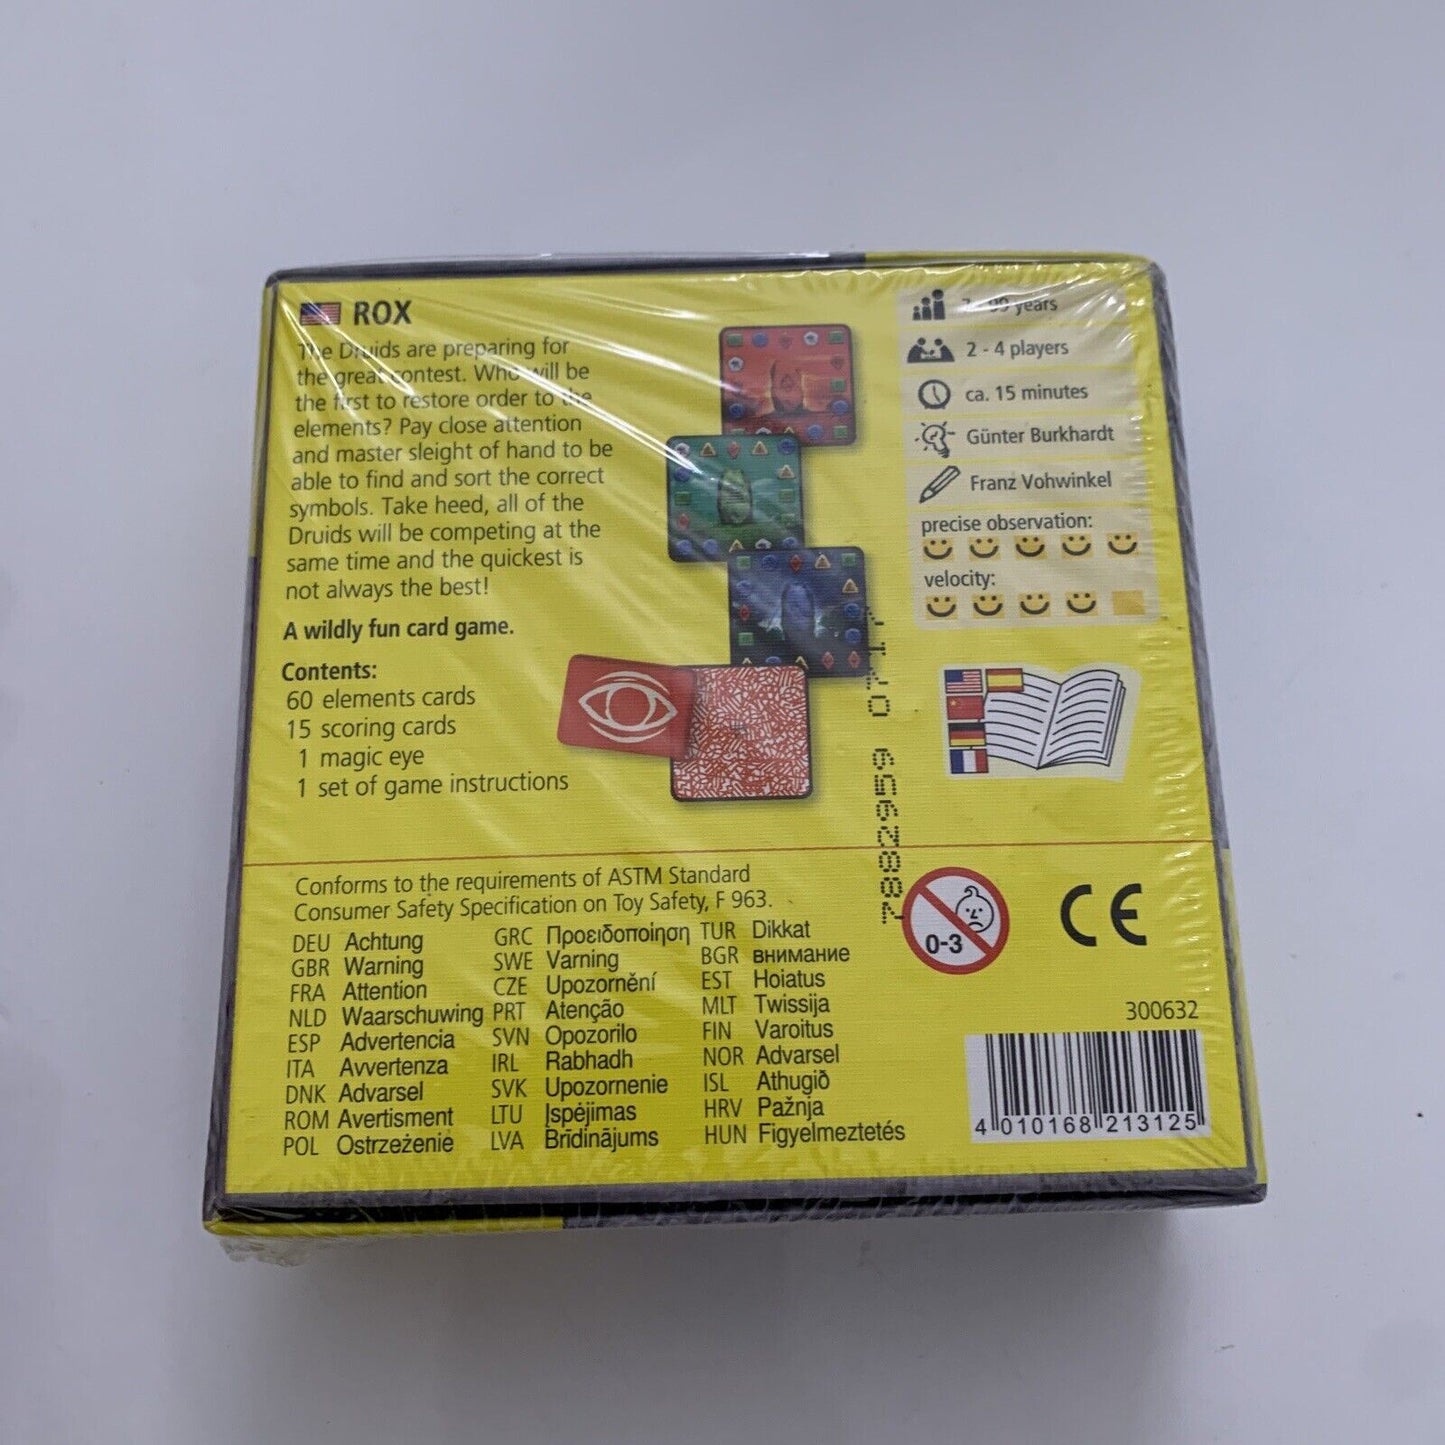 ROX
The Druids are preparing for
the great contest. Who will be
the first to restore order to the
elements? Pay close attention
and master sleight of hand to be
able to find and sort the correct
symbols. Take heed, all of the
Druids will be competing at the
same time and the quickest is
not always the best!
A wildly fun card game.
Contents:
60 elements cards
15 scoring cards
1 magic eye
1 set of game instructions
99 years
2 - 4 players
ca. 15 minutes
Günter Burkhardt
Franz Vohwinkel
precise observation:
velocity:
7882959 0717
Conforms to the requirements of ASTM Standard
Consumer Safety Specification on Toy Safety, F 963.
DEU Achtung
GBR Warning
FRA Attention
NLD Waarschuwing
ESP Advertencia
ITA Avvertenza
DNK Advarsel
ROM Avertisment
POL Ostrzeżenie
GRC Προειδοποίηση
SWE Varning
CZE Upozornění
PRT Atenção
SVN Opozorilo
IRL Rabhadh
SVK Upozornenie
LTU Įspėjimas
LVA Brīdinājums
TUR Dikkat
BGR внимание
EST Hoiatus
MLT Twissija
FIN Varoitus
NOR Advarsel
ISL Athugið
HRV Pažnja
HUN Figyelmeztetés
0-3
CE
300632
4 010168 213125